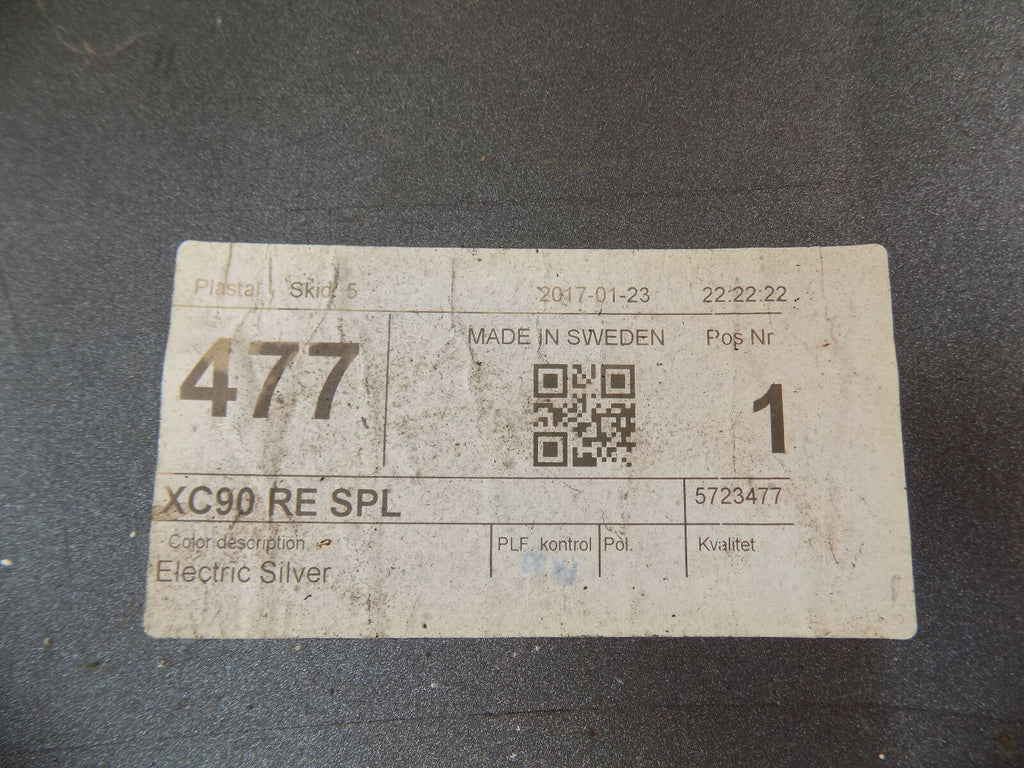 Plastal Skid: 5 2017-01-23 22:22:22
477 MADE IN SWEDEN Pos Nr
1
XC90 RE SPL 5723477
Color description PLF kontrol Pol. Kvalitet
Electric Silver